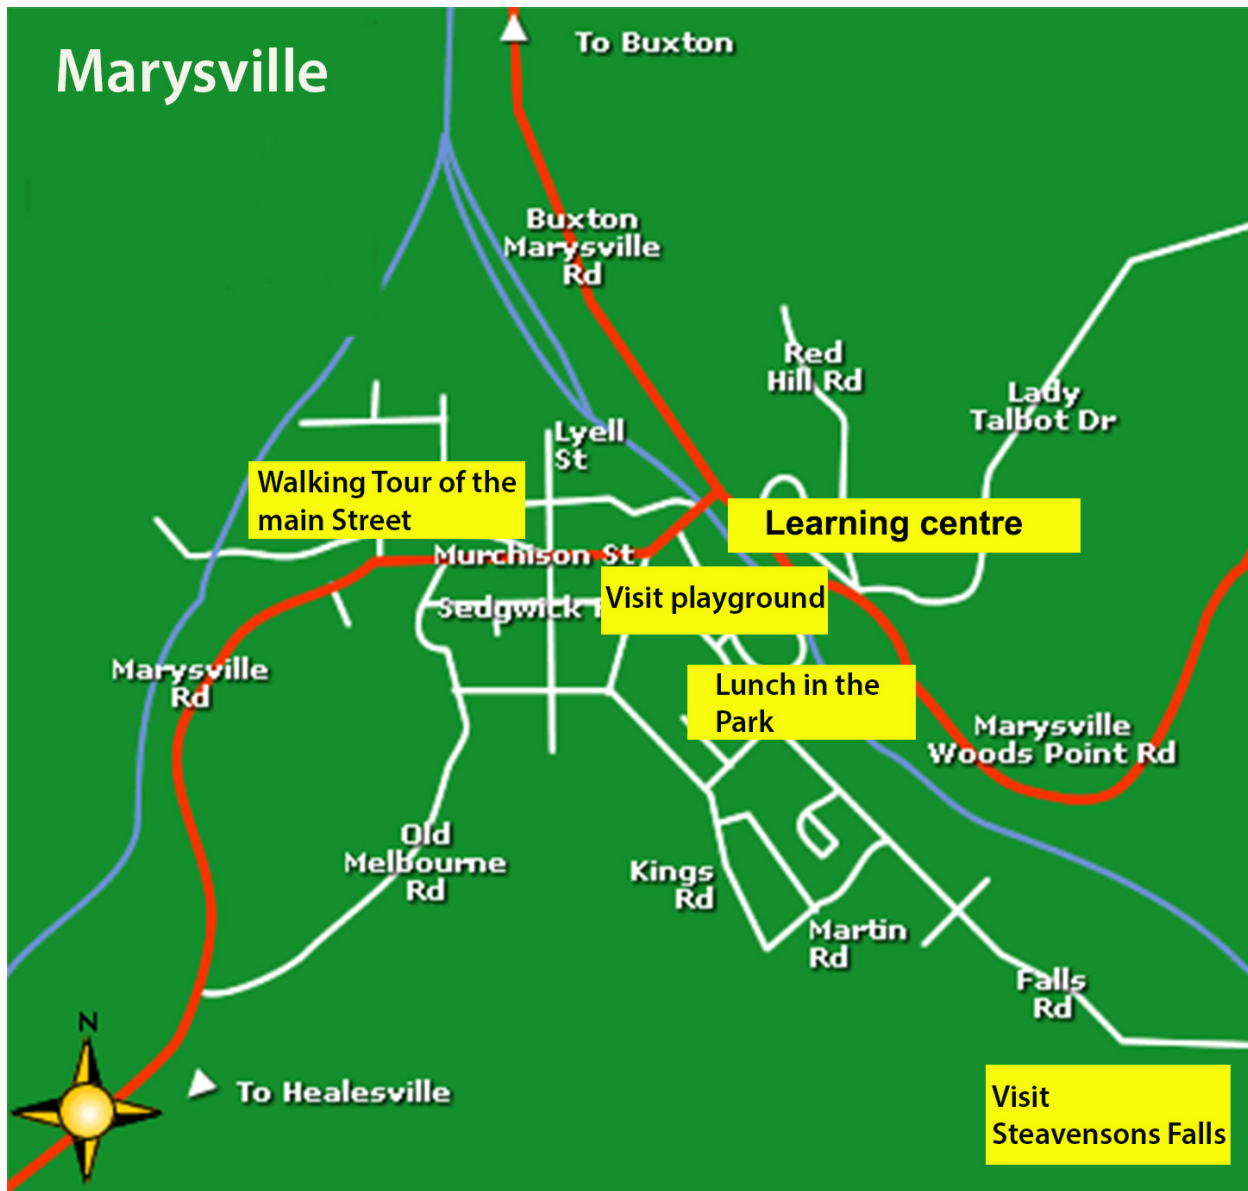 Marysville
To Buxton
Buxton
Marysville
Rd
Red
Hill Rd
Lady
Talbot Dr
Lyell
St
Walking Tour of the
main Street
Learning centre
Murchison St
Visit playground
Sedgwick
Marysville
Rd
Lunch in the
Park
Marysville
Woods Point Rd
Old
Melbourne
Rd
Kings
Rd
Martin
Rd
Falls
Rd
N
To Healesville
Visit
Steavensons Falls